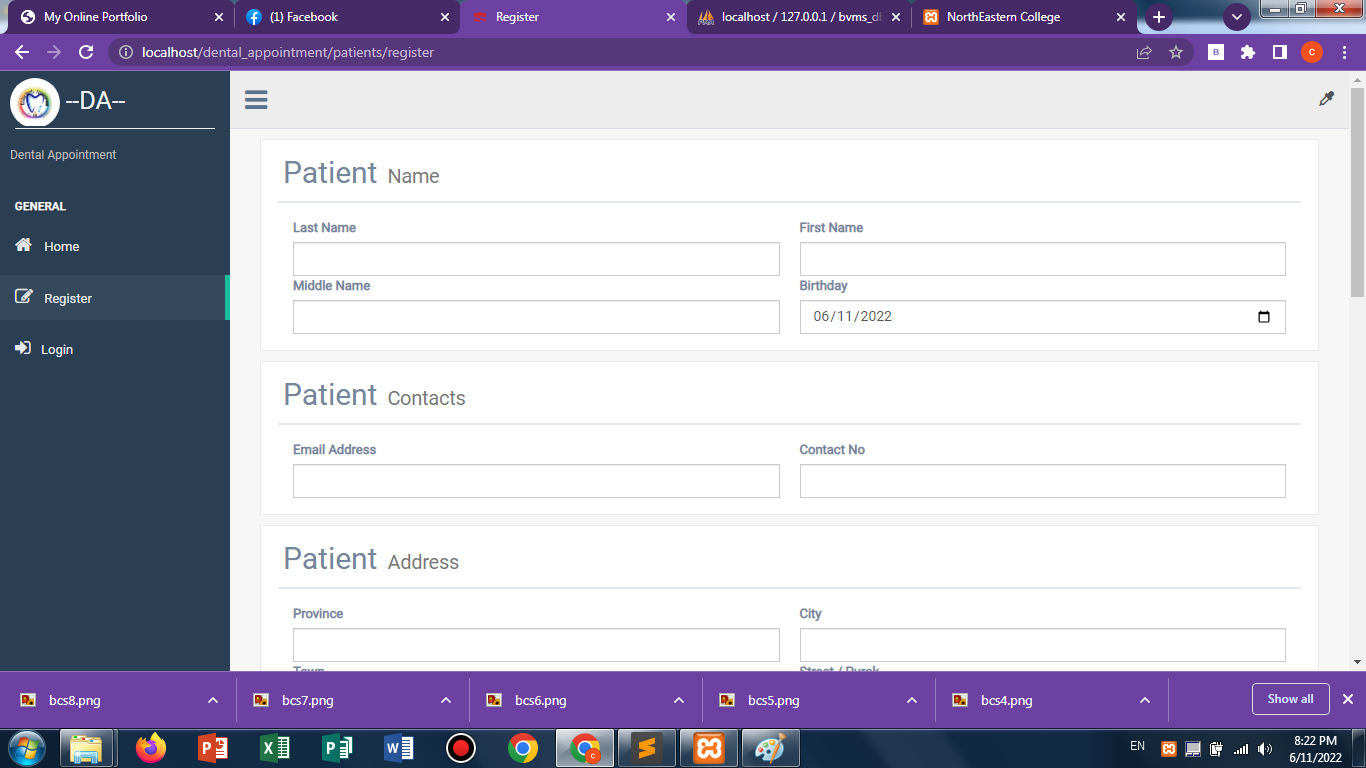 My Online Portfolio
(1) Facebook
Register
localhost / 127.0.0.1 / bvms_db
NorthEastern College
localhost/dental_appointment/patients/register
B
C
--DA--
Dental Appointment
GENERAL
Home
Register
Login
Patient Name
Last Name
First Name
Middle Name
Birthday
06/11/2022
Patient Contacts
Email Address
Contact No
Patient Address
Province
City
Town
Street / Purok
bcs8.png
bcs7.png
bcs6.png
bcs5.png
bcs4.png
Show all
EN
8:22 PM
6/11/2022